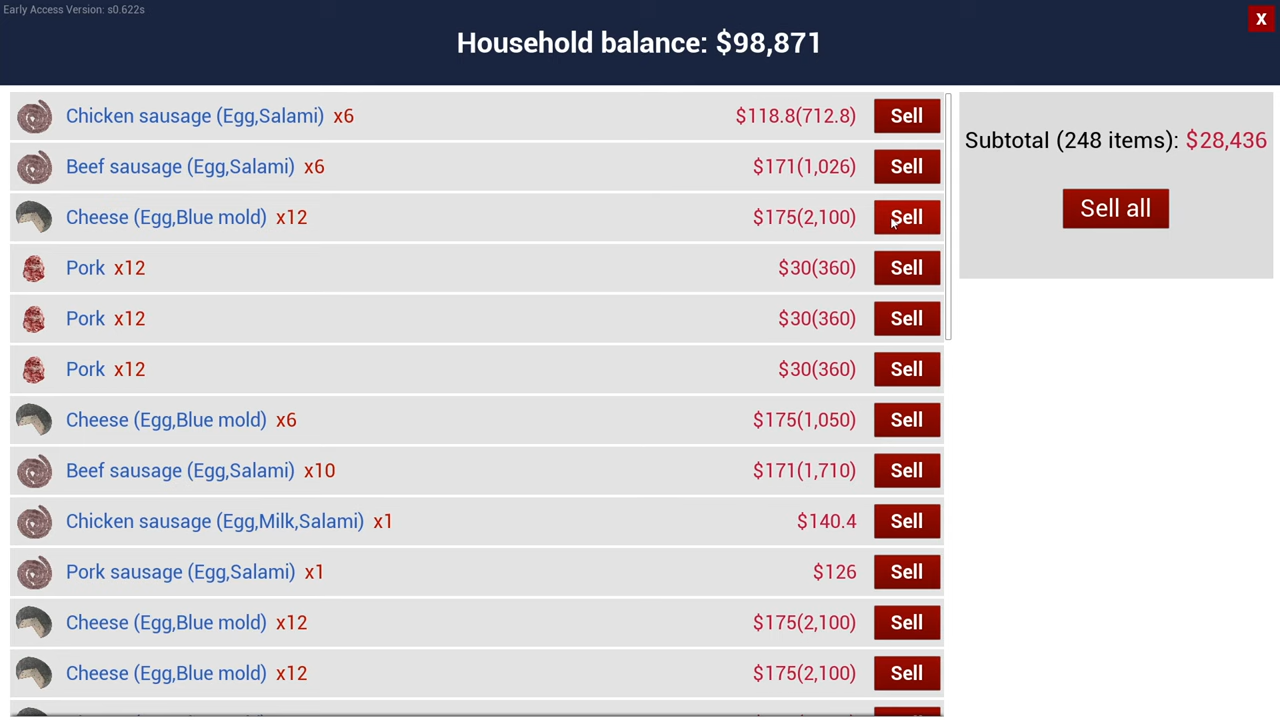 Early Access Version: s0.622s
X
Household balance: $98,871
Chicken sausage (Egg,Salami) x6 $118.8(712.8) Sell
Beef sausage (Egg,Salami) x6 $171(1,026) Sell
Cheese (Egg,Blue mold) x12 $175(2,100) Sell
Pork x12 $30(360) Sell
Pork x12 $30(360) Sell
Pork x12 $30(360) Sell
Cheese (Egg,Blue mold) x6 $175(1,050) Sell
Beef sausage (Egg,Salami) x10 $171(1,710) Sell
Chicken sausage (Egg,Milk,Salami) x1 $140.4 Sell
Pork sausage (Egg,Salami) x1 $126 Sell
Cheese (Egg,Blue mold) x12 $175(2,100) Sell
Cheese (Egg,Blue mold) x12 $175(2,100) Sell
Subtotal (248 items): $28,436
Sell all